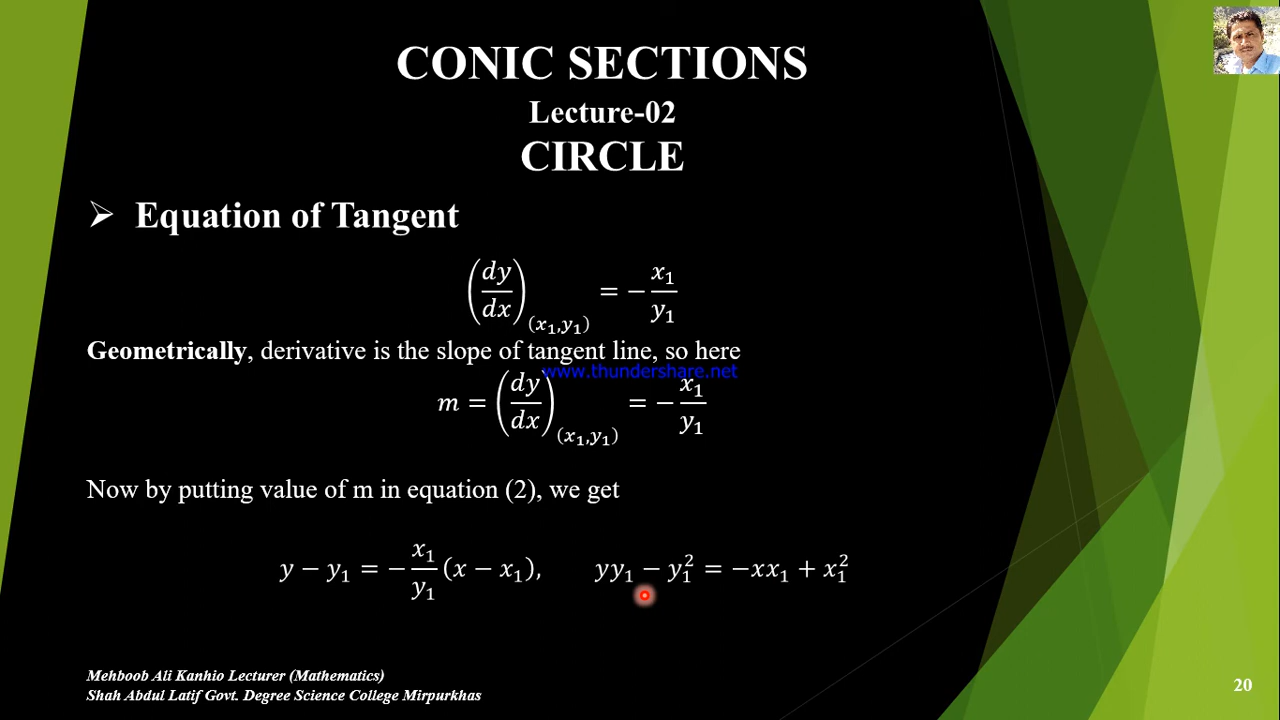 CONIC SECTIONS
Lecture-02
CIRCLE
➢ Equation of Tangent
(dy/dx)_(x₁,y₁) = −x₁/y₁
Geometrically, derivative is the slope of tangent line, so here
www.thundershare.net
m = (dy/dx)_(x₁,y₁) = −x₁/y₁
Now by putting value of m in equation (2), we get
y − y₁ = −x₁/y₁ (x − x₁), yy₁ − y₁² = −xx₁ + x₁²
Mehboob Ali Kanhio Lecturer (Mathematics)
Shah Abdul Latif Govt. Degree Science College Mirpurkhas
20